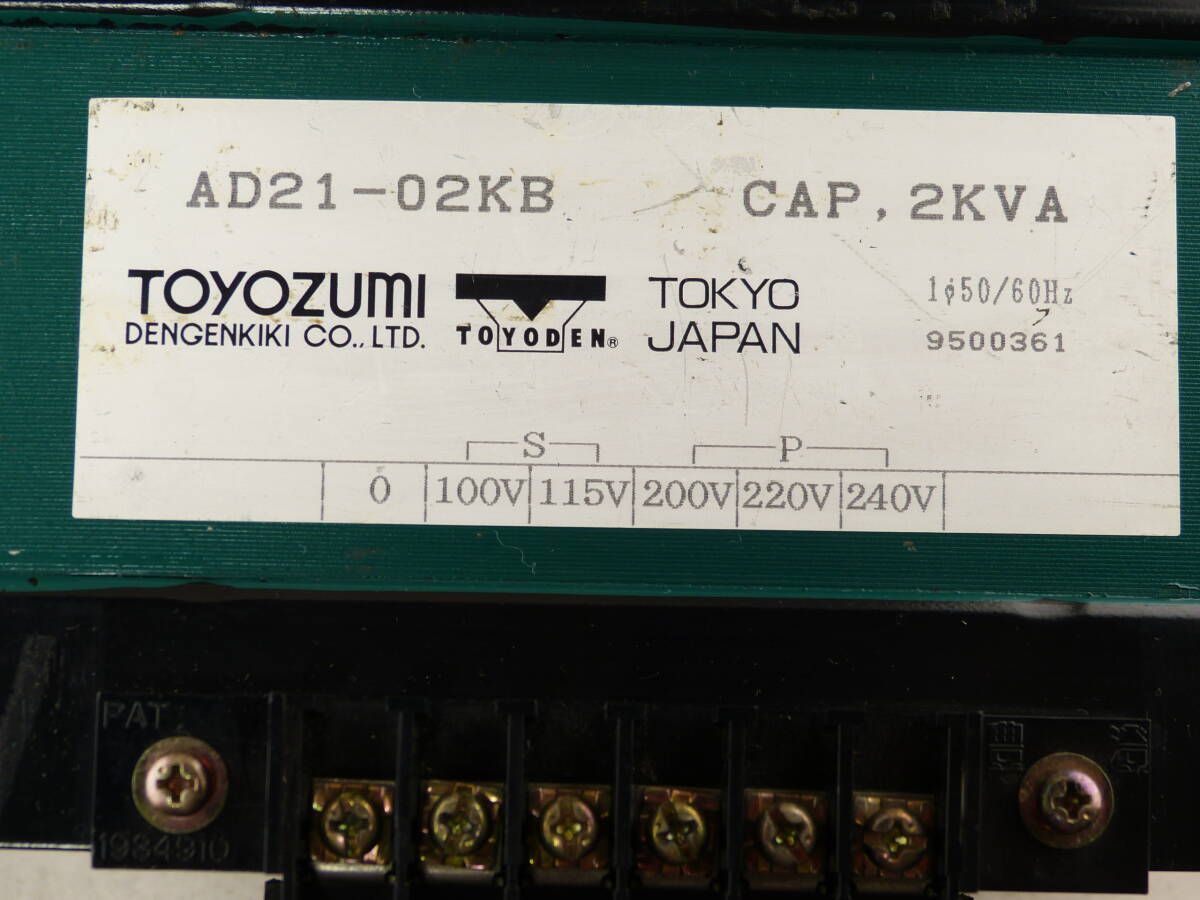 AD21-02KB CAP, 2KVA
TOYOZUMI
DENGENKIKI CO., LTD.
TOYODEN®
TOKYO
JAPAN
1φ50/60Hz
9500361
S P
0 100V 115V 200V 220V 240V
PAT
1984910